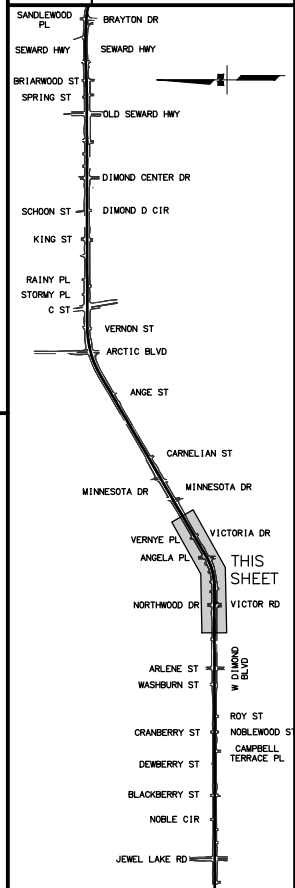 SANDLEWOOD
PL
BRAYTON DR
SEWARD HWY
SEWARD HWY
BRIARWOOD ST
SPRING ST
OLD SEWARD HWY
N
DIMOND CENTER DR
SCHOON ST
DIMOND D CIR
KING ST
RAINY PL
STORMY PL
C ST
VERNON ST
ARCTIC BLVD
ANGE ST
CARNELIAN ST
MINNESOTA DR
MINNESOTA DR
VERNYE PL
VICTORIA DR
ANGELA PL
THIS
SHEET
NORTHWOOD DR
VICTOR RD
W DIMOND
BLVD
ARLENE ST
WASHBURN ST
ROY ST
CRANBERRY ST
NOBLEWOOD ST
CAMPBELL
TERRACE PL
DEWBERRY ST
BLACKBERRY ST
NOBLE CIR
JEWEL LAKE RD